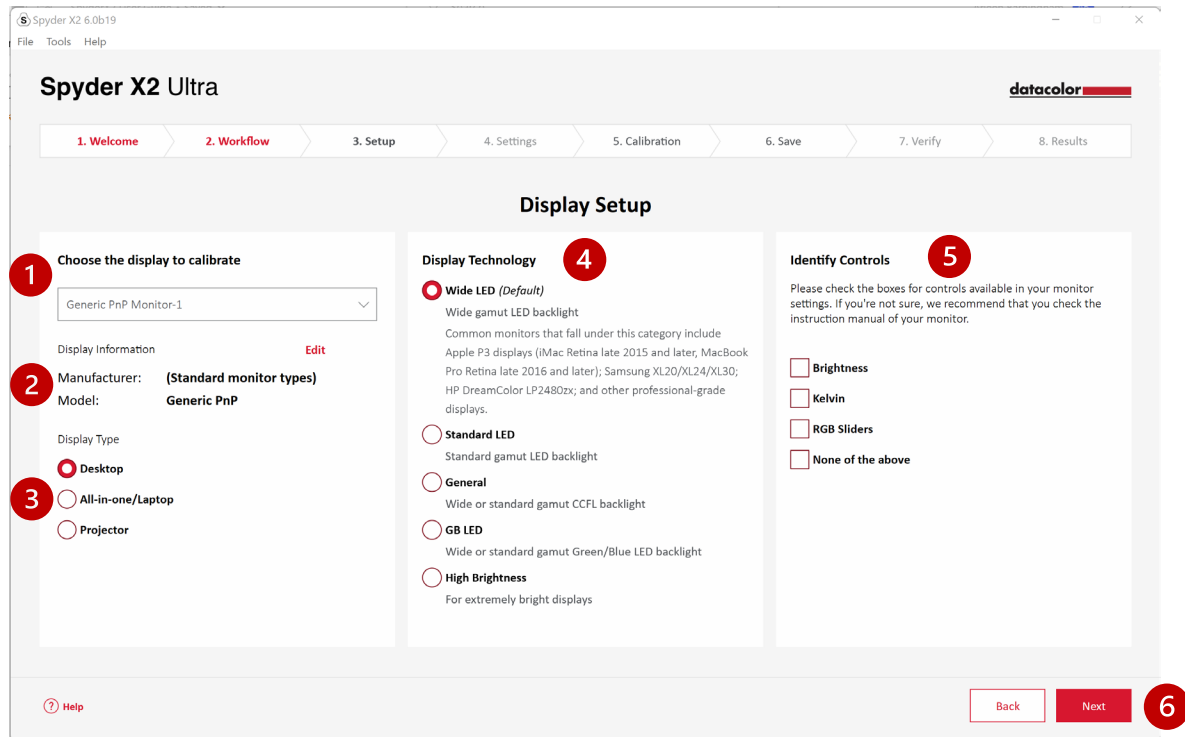 Spyder X2 6.0b19
File Tools Help
Spyder X2 Ultra
datacolor
1. Welcome
2. Workflow
3. Setup
4. Settings
5. Calibration
6. Save
7. Verify
8. Results
Display Setup
1
Choose the display to calibrate
Generic PnP Monitor-1
Display Information Edit
2
Manufacturer: (Standard monitor types)
Model: Generic PnP
Display Type
Desktop
3
All-in-one/Laptop
Projector
Display Technology
4
Wide LED (Default)
Wide gamut LED backlight
Common monitors that fall under this category include
Apple P3 displays (iMac Retina late 2015 and later, MacBook
Pro Retina late 2016 and later); Samsung XL20/XL24/XL30;
HP DreamColor LP2480zx; and other professional-grade
displays.
Standard LED
Standard gamut LED backlight
General
Wide or standard gamut CCFL backlight
GB LED
Wide or standard gamut Green/Blue LED backlight
High Brightness
For extremely bright displays
Identify Controls
5
Please check the boxes for controls available in your monitor
settings. If you're not sure, we recommend that you check the
instruction manual of your monitor.
Brightness
Kelvin
RGB Sliders
None of the above
? Help
Back
Next
6